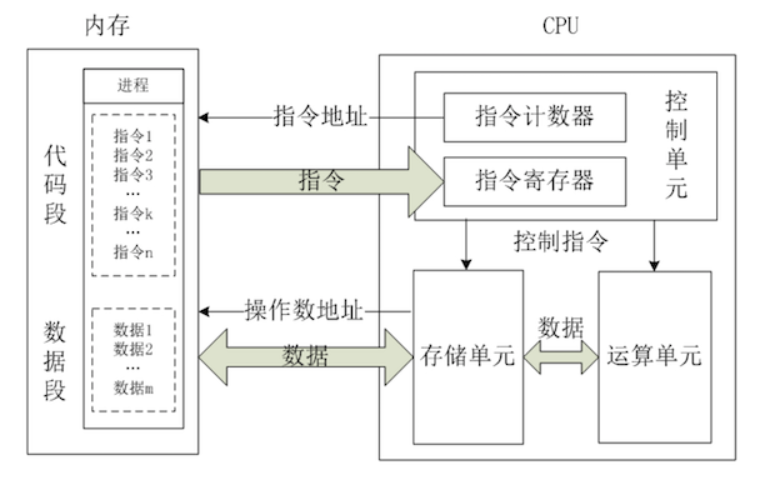 内存
CPU
进程
代码段
指令1
指令2
指令3
...
指令k
...
指令n
数据段
数据1
数据2
...
数据m
指令地址
指令
操作数地址
数据
控制单元
指令计数器
指令寄存器
控制指令
存储单元
数据
运算单元